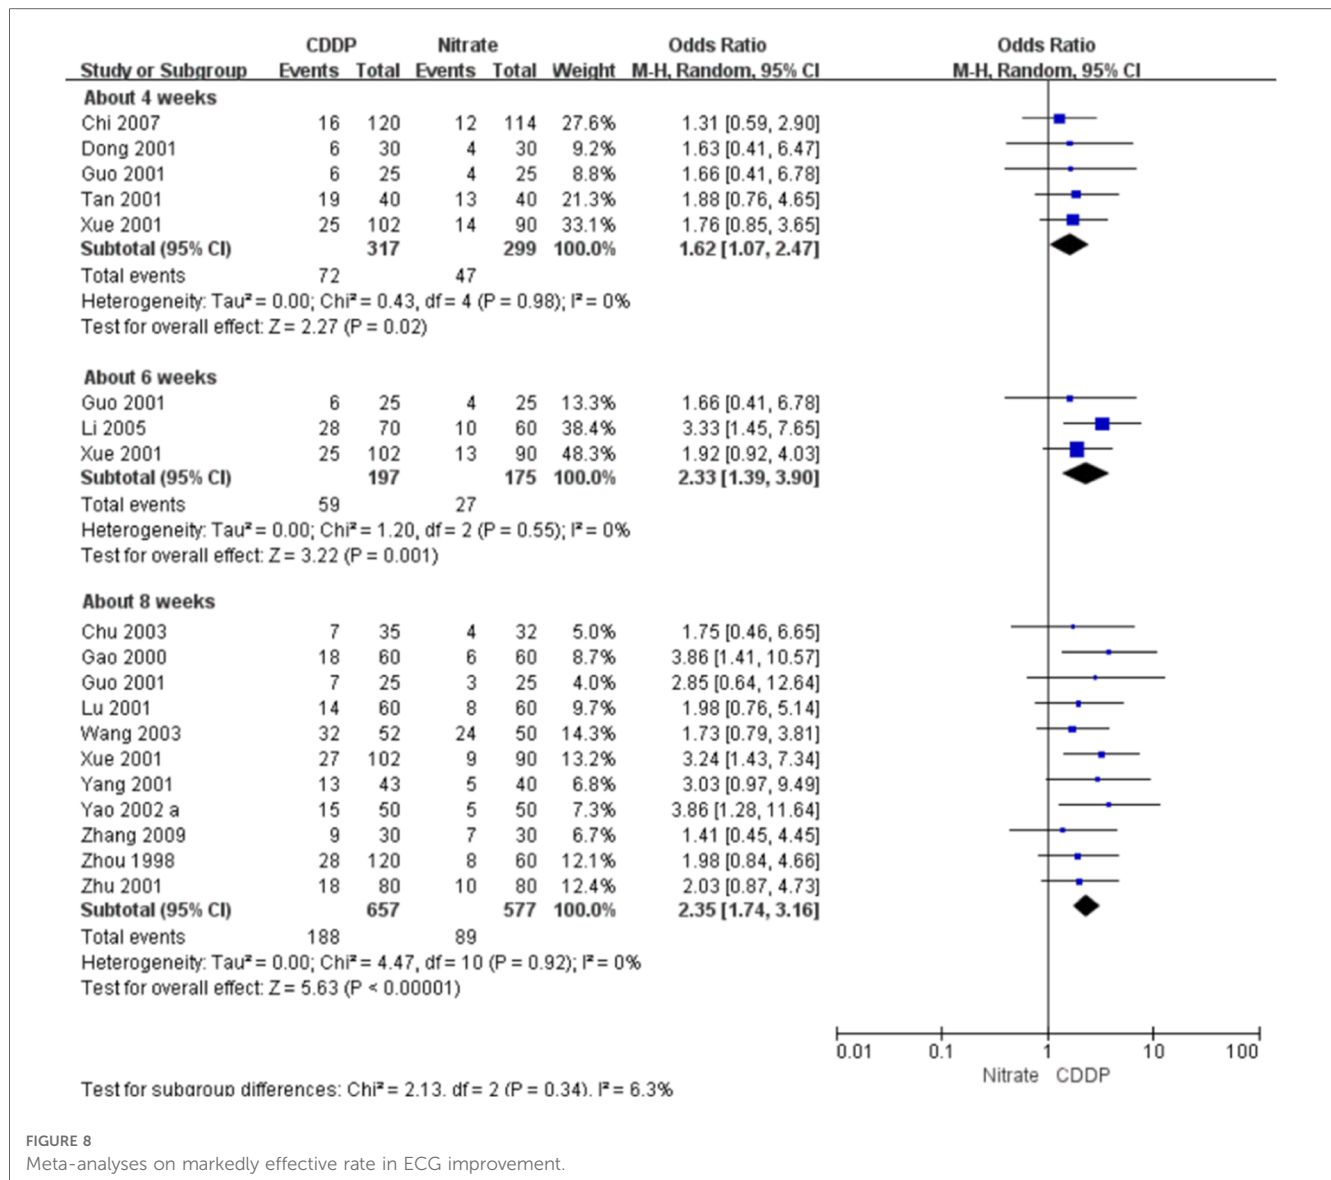 CDDP Nitrate Odds Ratio Odds Ratio
Study or Subgroup Events Total Events Total Weight M-H, Random, 95% CI M-H, Random, 95% CI
About 4 weeks
Chi 2007 16 120 12 114 27.6% 1.31 [0.59, 2.90]
Dong 2001 6 30 4 30 9.2% 1.63 [0.41, 6.47]
Guo 2001 6 25 4 25 8.8% 1.66 [0.41, 6.78]
Tan 2001 19 40 13 40 21.3% 1.88 [0.76, 4.65]
Xue 2001 25 102 14 90 33.1% 1.76 [0.85, 3.65]
Subtotal (95% CI) 317 299 100.0% 1.62 [1.07, 2.47]
Total events 72 47
Heterogeneity: Tau² = 0.00; Chi² = 0.43, df = 4 (P = 0.98); I² = 0%
Test for overall effect: Z = 2.27 (P = 0.02)
About 6 weeks
Guo 2001 6 25 4 25 13.3% 1.66 [0.41, 6.78]
Li 2005 28 70 10 60 38.4% 3.33 [1.45, 7.65]
Xue 2001 25 102 13 90 48.3% 1.92 [0.92, 4.03]
Subtotal (95% CI) 197 175 100.0% 2.33 [1.39, 3.90]
Total events 59 27
Heterogeneity: Tau² = 0.00; Chi² = 1.20, df = 2 (P = 0.55); I² = 0%
Test for overall effect: Z = 3.22 (P = 0.001)
About 8 weeks
Chu 2003 7 35 4 32 5.0% 1.75 [0.46, 6.65]
Gao 2000 18 60 6 60 8.7% 3.86 [1.41, 10.57]
Guo 2001 7 25 3 25 4.0% 2.85 [0.64, 12.64]
Lu 2001 14 60 8 60 9.7% 1.98 [0.76, 5.14]
Wang 2003 32 52 24 50 14.3% 1.73 [0.79, 3.81]
Xue 2001 27 102 9 90 13.2% 3.24 [1.43, 7.34]
Yang 2001 13 43 5 40 6.8% 3.03 [0.97, 9.49]
Yao 2002 a 15 50 5 50 7.3% 3.86 [1.28, 11.64]
Zhang 2009 9 30 7 30 6.7% 1.41 [0.45, 4.45]
Zhou 1998 28 120 8 60 12.1% 1.98 [0.84, 4.66]
Zhu 2001 18 80 10 80 12.4% 2.03 [0.87, 4.73]
Subtotal (95% CI) 657 577 100.0% 2.35 [1.74, 3.16]
Total events 188 89
Heterogeneity: Tau² = 0.00; Chi² = 4.47, df = 10 (P = 0.92); I² = 0%
Test for overall effect: Z = 5.63 (P < 0.00001)
0.01 0.1 1 10 100
Nitrate CDDP
Test for subgroup differences: Chi² = 2.13. df = 2 (P = 0.34). I² = 6.3%
FIGURE 8
Meta-analyses on markedly effective rate in ECG improvement.